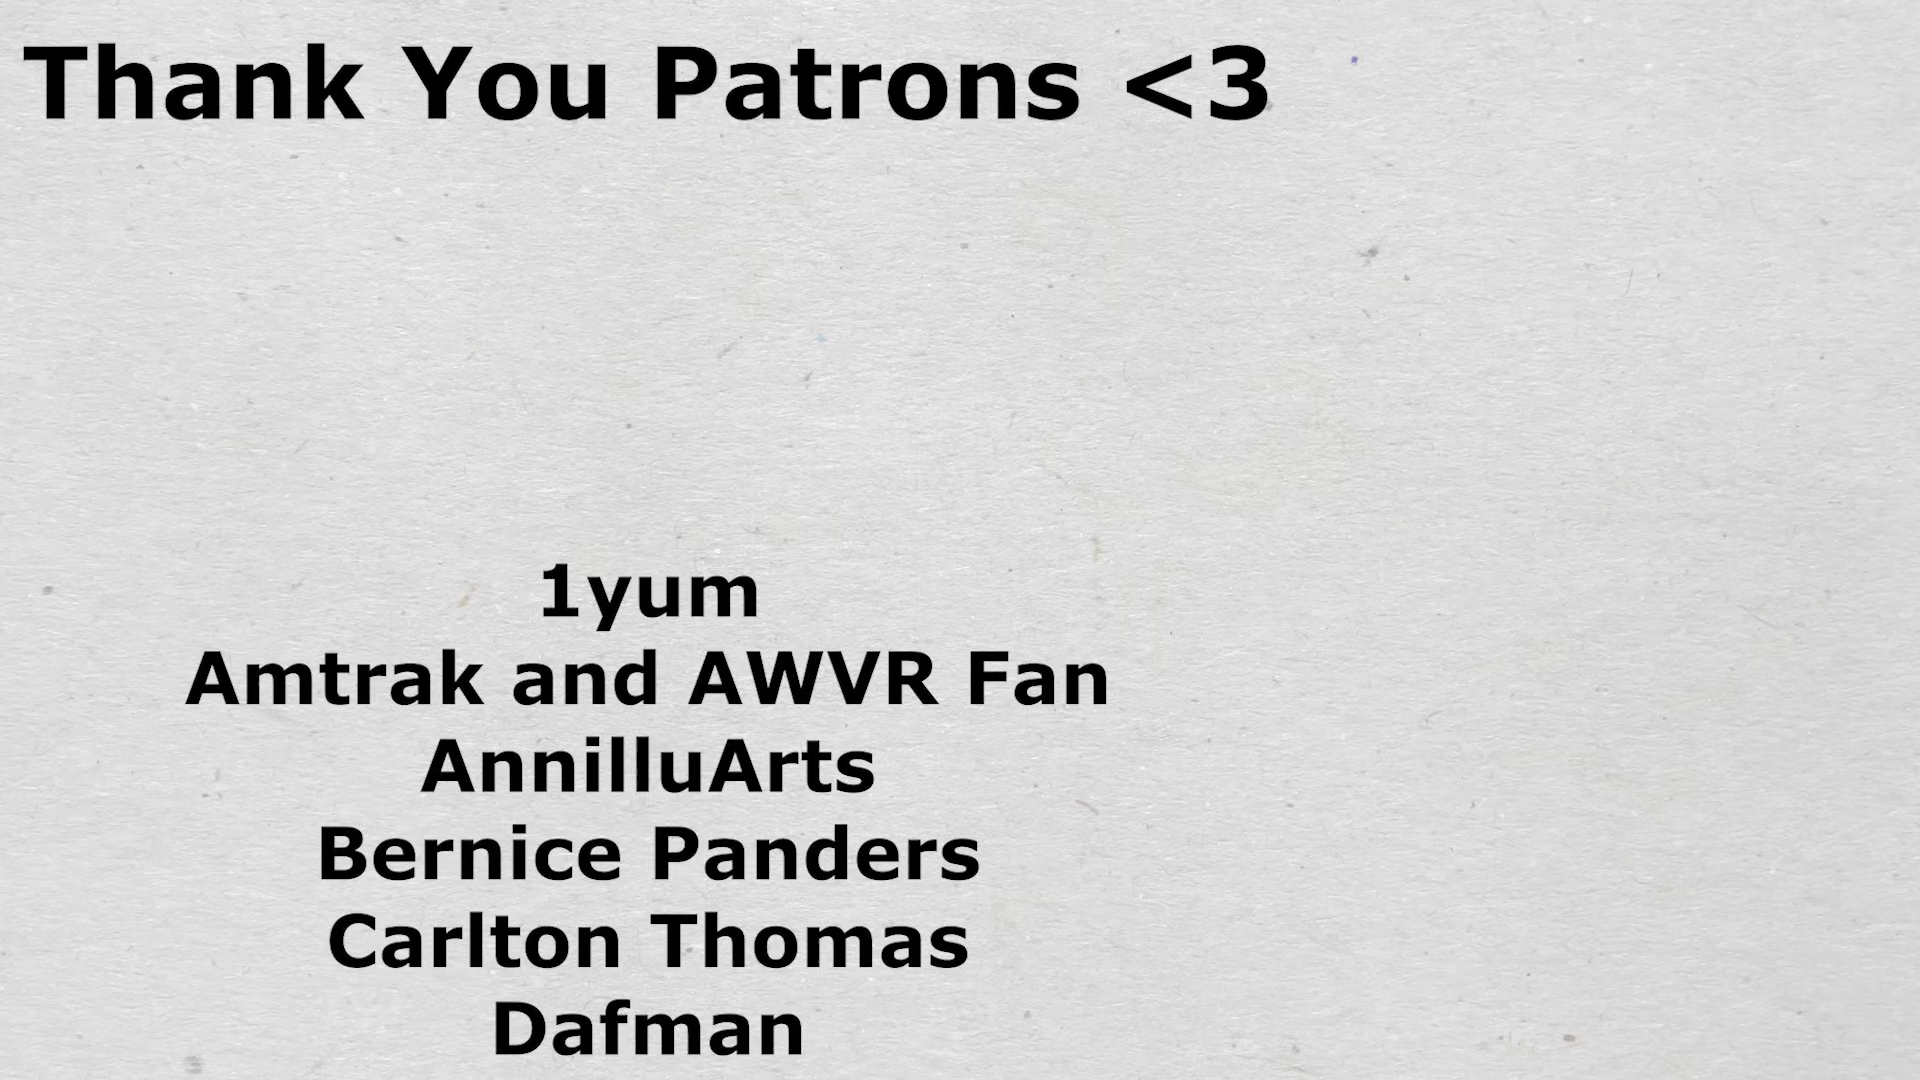 Thank You Patrons <3
1yum
Amtrak and AWVR Fan
AnnilluArts
Bernice Panders
Carlton Thomas
Dafman